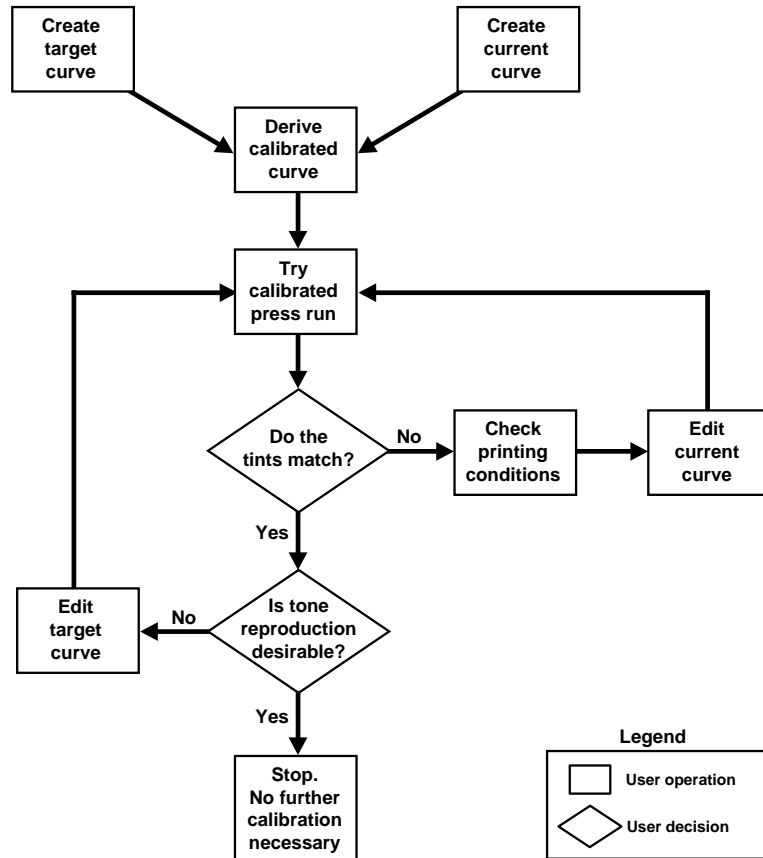 Create
target
curve
Create
current
curve
Derive
calibrated
curve
Try
calibrated
press run
Do the
tints match?
No
Check
printing
conditions
Edit
current
curve
Yes
Is tone
reproduction
desirable?
No
Edit
target
curve
Yes
Stop.
No further
calibration
necessary
Legend
User operation
User decision